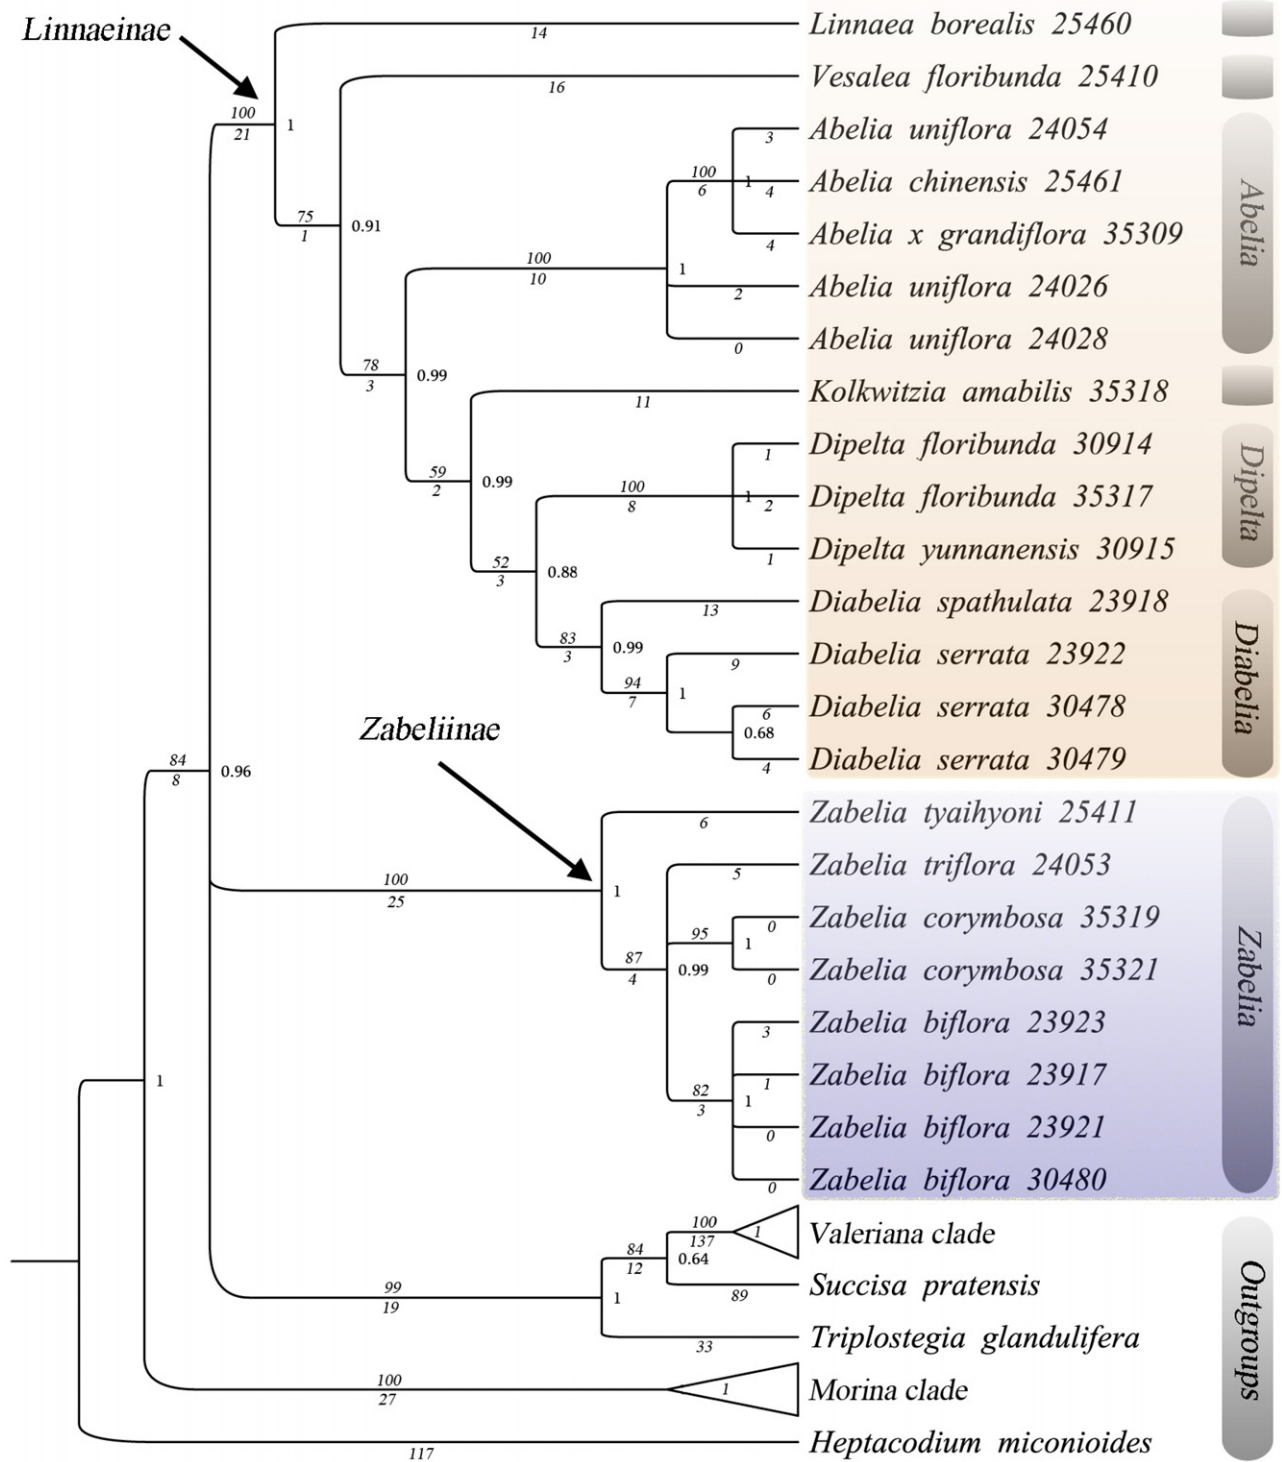 Linnaeinae
Linnaea borealis 25460
14
Vesalea floribunda 25410
16
100
21
1
Abelia uniflora 24054
3
Abelia chinensis 25461
100
6
1
4
Abelia x grandiflora 35309
4
75
1
0.91
Abelia
100
10
1
Abelia uniflora 24026
2
Abelia uniflora 24028
0
78
3
0.99
Kolkwitzia amabilis 35318
11
Dipelta floribunda 30914
1
59
2
0.99
Dipelta floribunda 35317
100
8
1
2
Dipelta yunnanensis 30915
1
Dipelta
52
3
0.88
Diabelia spathulata 23918
13
83
3
0.99
Diabelia serrata 23922
9
94
7
1
Diabelia serrata 30478
6
0.68
Diabelia serrata 30479
4
Diabelia
Zabeliinae
84
8
0.96
Zabelia tyaihyoni 25411
6
Zabelia triflora 24053
5
100
25
1
Zabelia corymbosa 35319
0
95
1
Zabelia corymbosa 35321
0
87
4
0.99
Zabelia
Zabelia biflora 23923
3
Zabelia biflora 23917
1
82
3
1
Zabelia biflora 23921
0
Zabelia biflora 30480
0
1
Valeriana clade
100
137
1
84
12
0.64
Succisa pratensis
89
99
19
1
Triplostegia glandulifera
33
Morina clade
100
27
1
Heptacodium miconioides
117
Outgroups